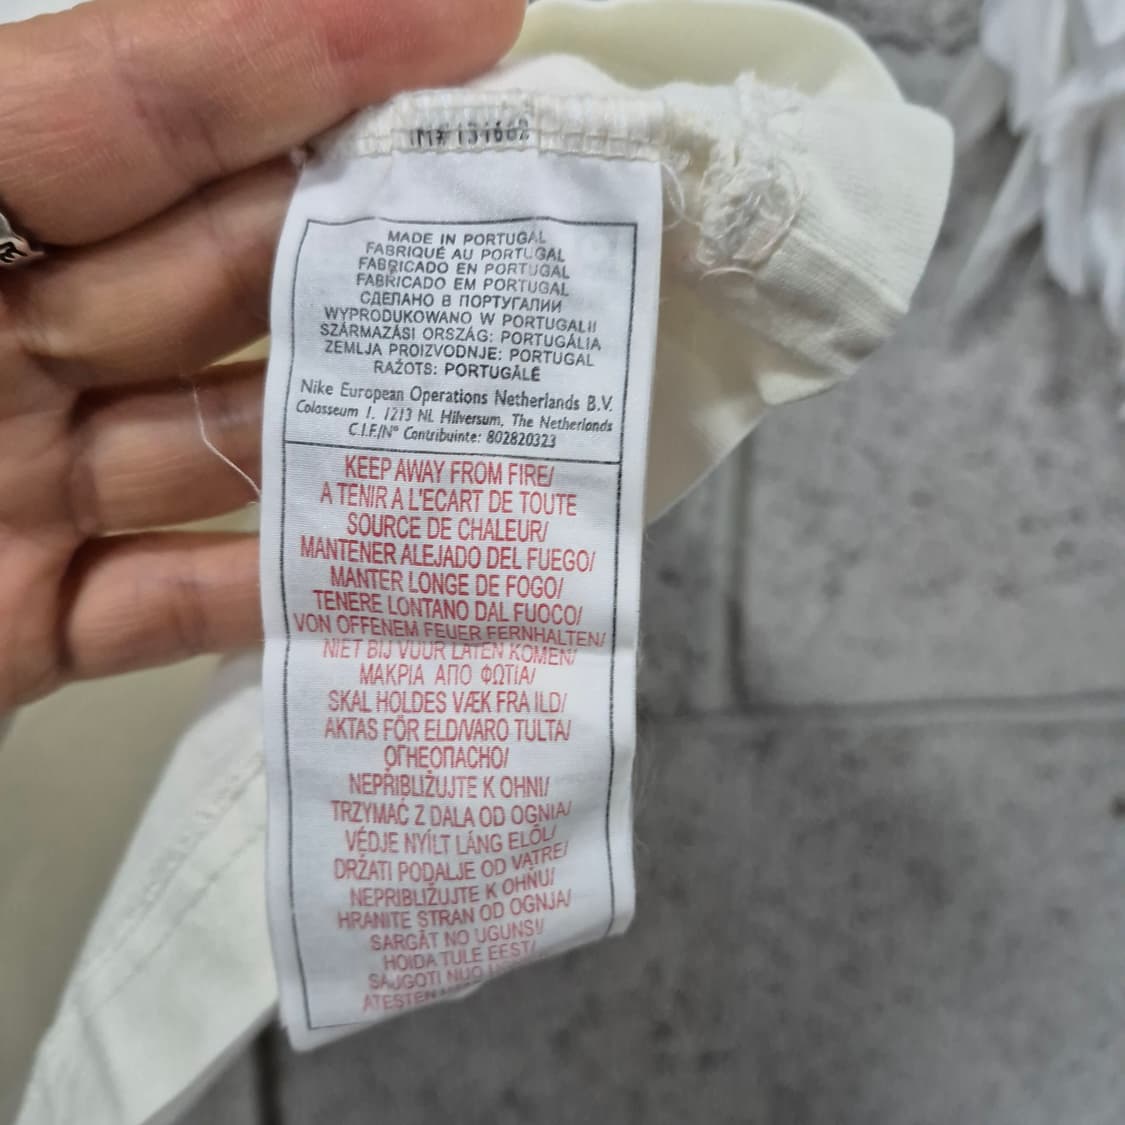 MADE IN PORTUGAL
FABRIQUÉ AU PORTUGAL
FABRICADO EN PORTUGAL
FABRICADO EM PORTUGAL
СДЕЛАНО В ПОРТУГАЛИИ
WYPRODUKOWANO W PORTUGALII
SZÁRMAZÁSI ORSZÁG: PORTUGÁLIA
ZEMLJA PROIZVODNJE: PORTUGAL
RAŽOTS: PORTUGĀLĒ
Nike European Operations Netherlands B.V.
Colosseum 1, 1213 NL Hilversum, The Netherlands
C.I.F/N° Contribuinte: 802820323
KEEP AWAY FROM FIRE/
A TENIR A L'ECART DE TOUTE
SOURCE DE CHALEUR/
MANTENER ALEJADO DEL FUEGO/
MANTER LONGE DE FOGO/
TENERE LONTANO DAL FUOCO/
VON OFFENEM FEUER FERNHALTEN/
NIET BIJ VUUR LATEN KOMEN/
ΜΑΚΡΙΑ ΑΠΟ ΦΩΤΙΑ/
SKAL HOLDES VÆK FRA ILD/
AKTAS FÖR ELD/VARO TULTA/
ОГНЕОПАСНО/
NEPŘIBLIŽUJTE K OHNI/
TRZYMAĆ Z DALA OD OGNIA/
VÉDJE NYÍLT LÁNG ELŐL/
DRŽATI PODALJE OD VATRE/
NEPRIBLIŽUJTE K OHŇU/
HRANITE STRAN OD OGNJA/
SARGĀT NO UGUNS!/
HOIDA TULE EEST/
SAUGOTI NUO